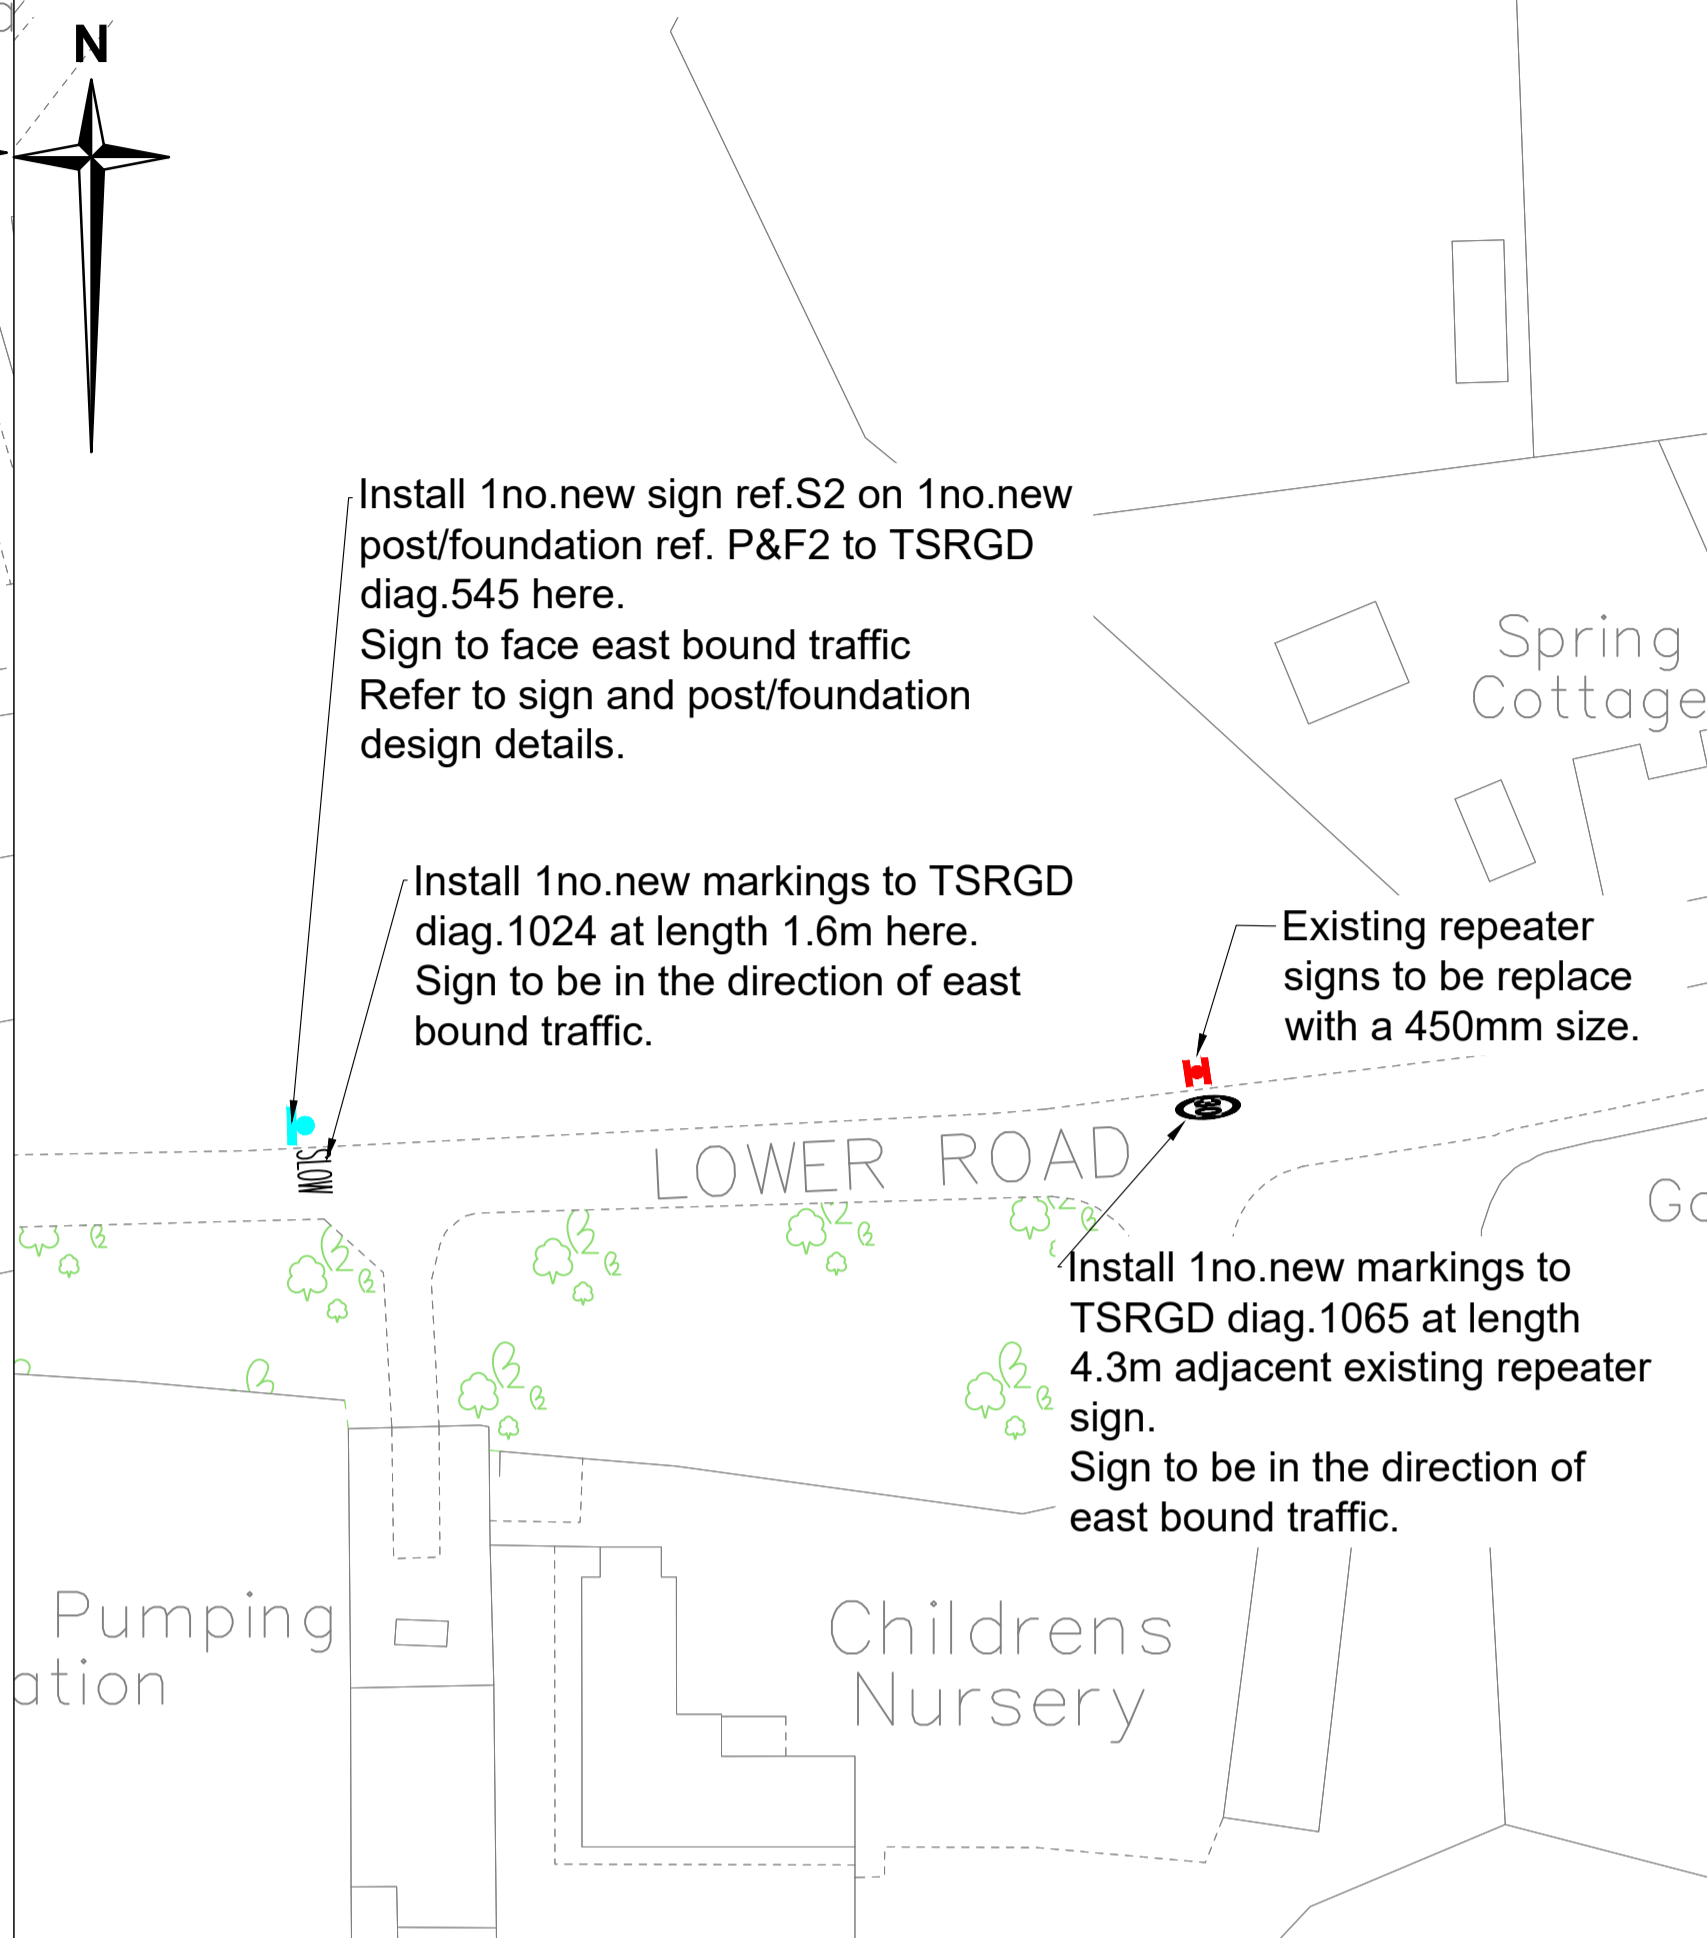 N
Install 1no.new sign ref.S2 on 1no.new
post/foundation ref. P&F2 to TSRGD
diag.545 here.
Sign to face east bound traffic
Refer to sign and post/foundation
design details.
Spring
Cottage
Install 1no.new markings to TSRGD
diag.1024 at length 1.6m here.
Sign to be in the direction of east
bound traffic.
Existing repeater
signs to be replace
with a 450mm size.
30
SLOW
LOWER ROAD
Go
Install 1no.new markings to
TSRGD diag.1065 at length
4.3m adjacent existing repeater
sign.
Sign to be in the direction of
east bound traffic.
Pumping
ation
Childrens
Nursery